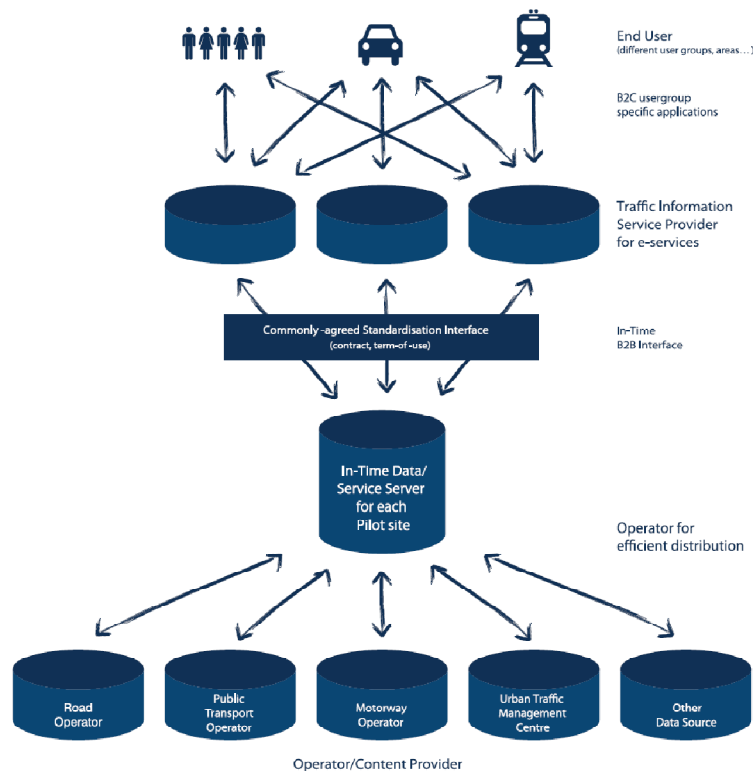 End User
(different user groups, areas...)
B2C usergroup
specific applications
Traffic Information
Service Provider
for e-services
Commonly-agreed Standardisation Interface
(contract, term-of-use)
In-Time
B2B Interface
In-Time Data/
Service Server
for each
Pilot site
Operator for
efficient distribution
Road
Operator
Public
Transport
Operator
Motorway
Operator
Urban Traffic
Management
Centre
Other
Data Source
Operator/Content Provider